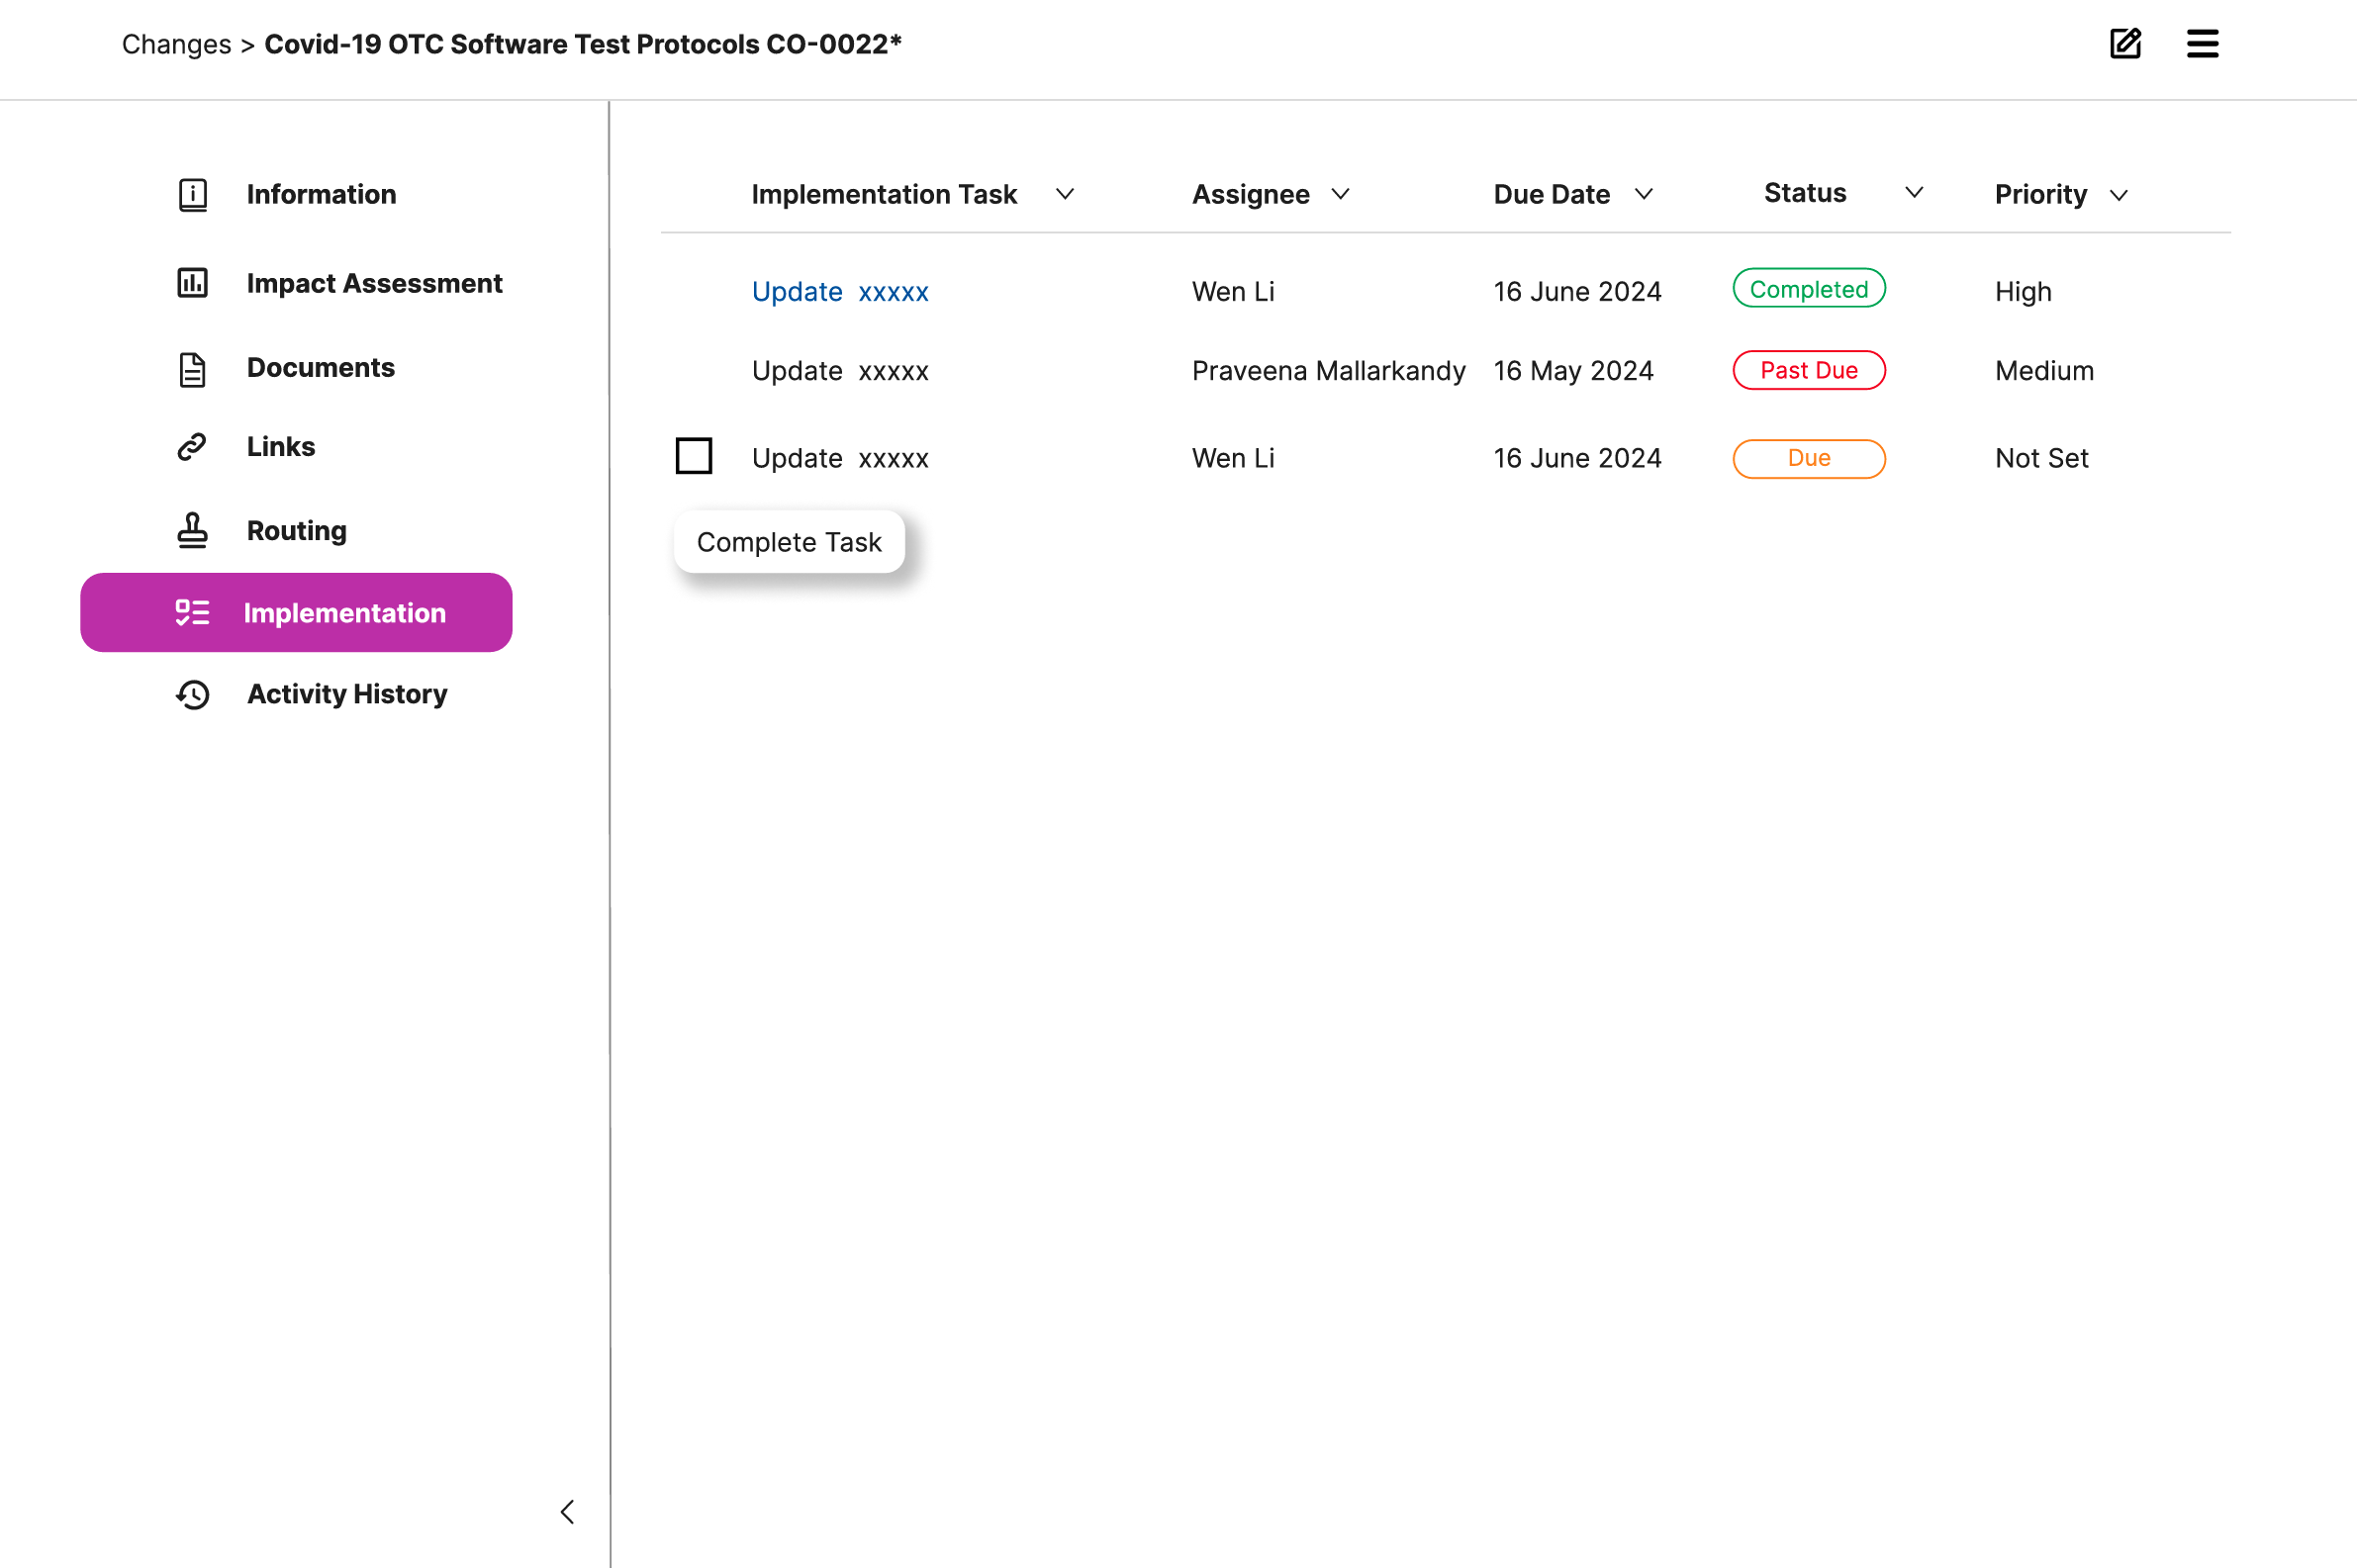 Changes > Covid-19 OTC Software Test Protocols CO-0022*
Information
Impact Assessment
Documents
Links
Routing
Implementation
Activity History
Implementation Task Assignee Due Date Status Priority
Update xxxxx Wen Li 16 June 2024 Completed High
Update xxxxx Praveena Mallarkandy 16 May 2024 Past Due Medium
Update xxxxx Wen Li 16 June 2024 Due Not Set
Complete Task